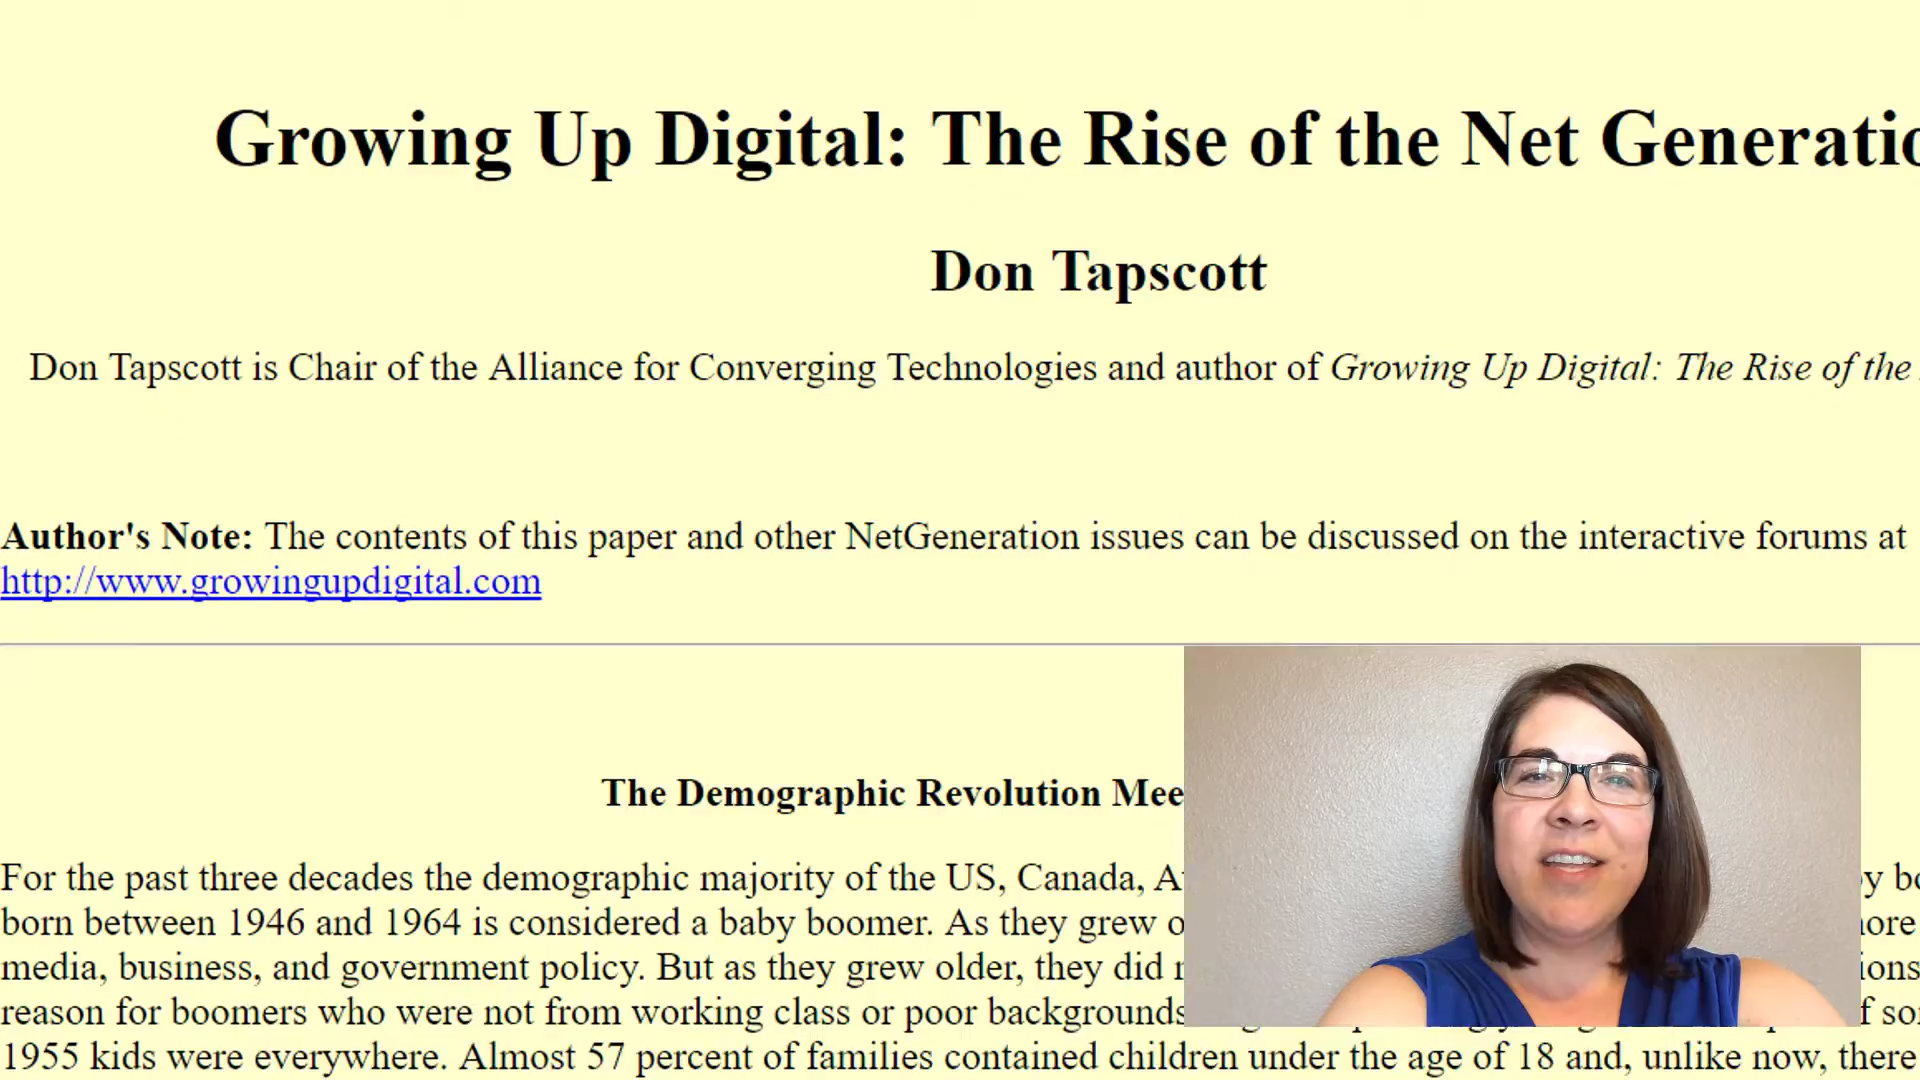 Growing Up Digital: The Rise of the Net Generatio
Don Tapscott
Don Tapscott is Chair of the Alliance for Converging Technologies and author of Growing Up Digital: The Rise of the
Author's Note: The contents of this paper and other NetGeneration issues can be discussed on the interactive forums at
http://www.growingupdigital.com
The Demographic Revolution Mee
For the past three decades the demographic majority of the US, Canada, A y bo
born between 1946 and 1964 is considered a baby boomer. As they grew o ore
media, business, and government policy. But as they grew older, they did ions
reason for boomers who were not from working class or poor backgrounds f so
1955 kids were everywhere. Almost 57 percent of families contained children under the age of 18 and, unlike now, there